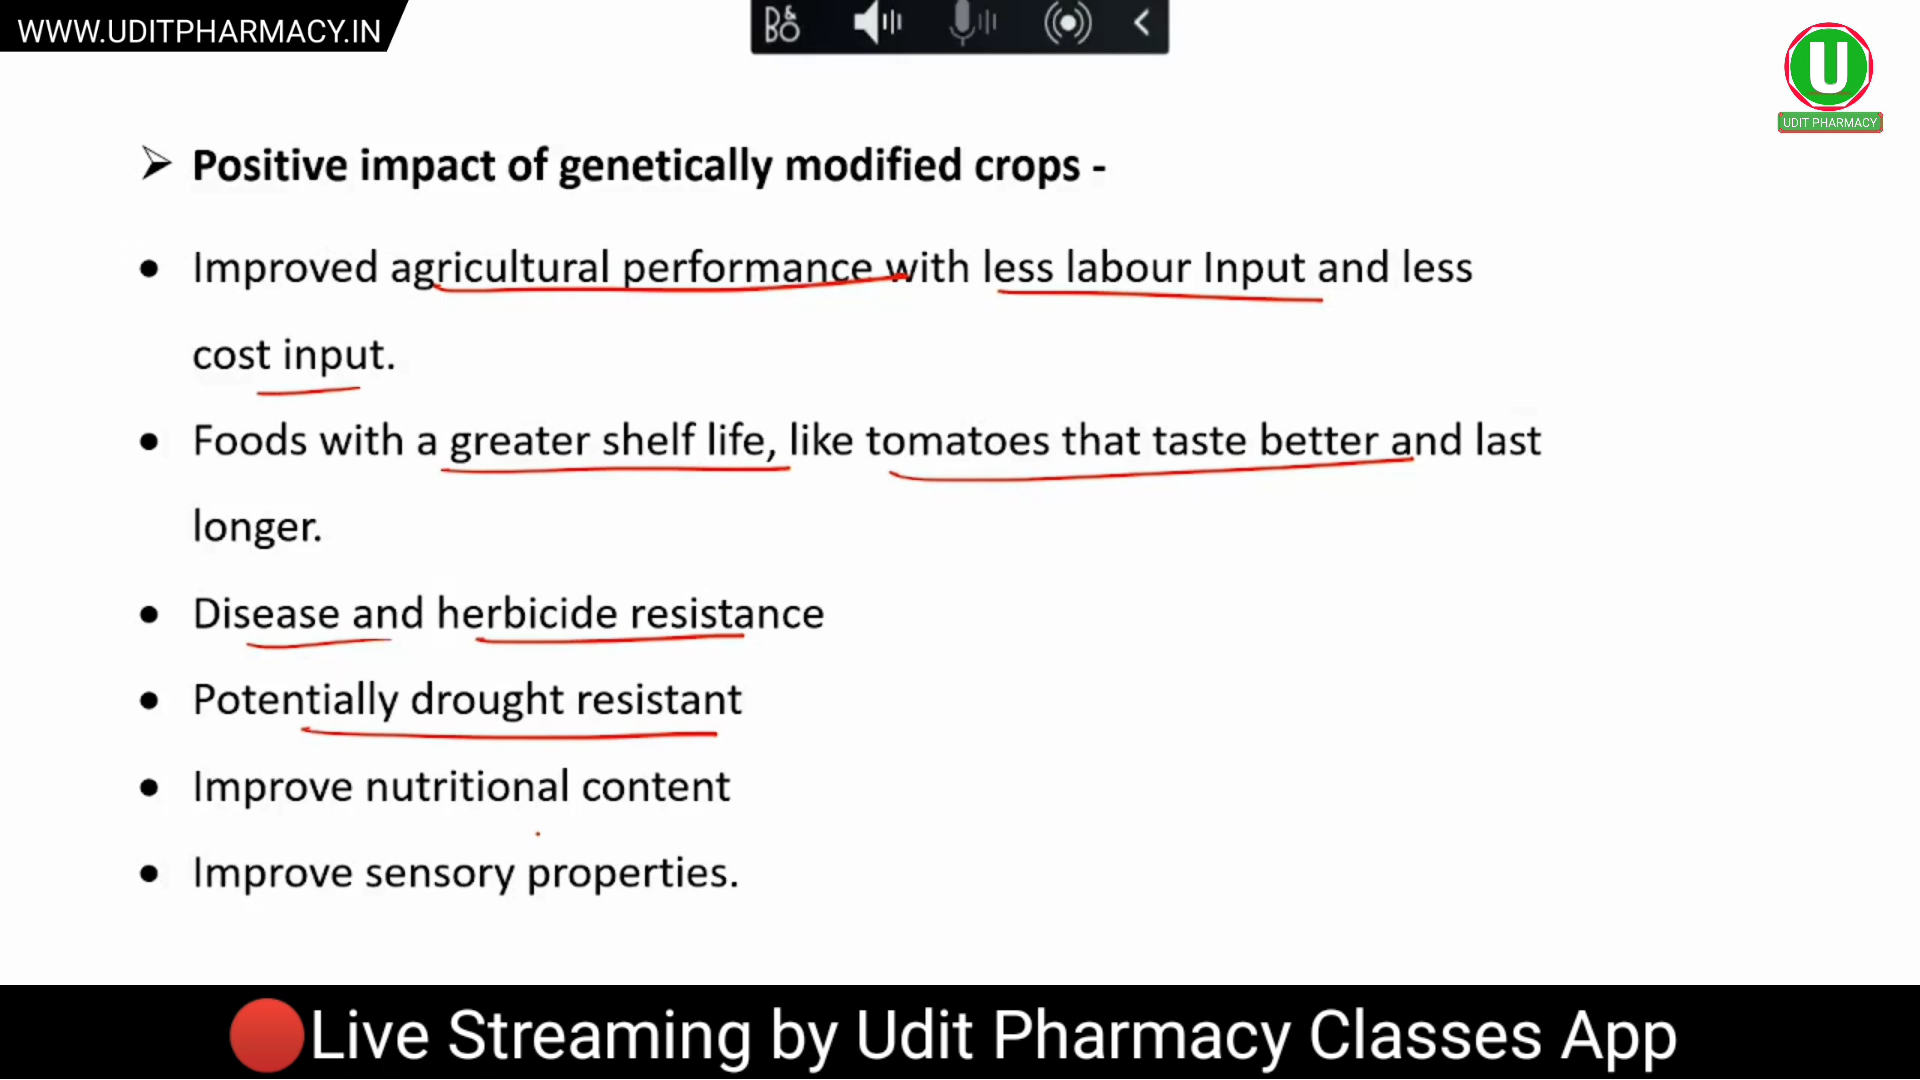 WWW.UDITPHARMACY.IN
B&O
U
UDIT PHARMACY
➢ Positive impact of genetically modified crops -
• Improved agricultural performance with less labour Input and less
cost input.
• Foods with a greater shelf life, like tomatoes that taste better and last
longer.
• Disease and herbicide resistance
• Potentially drought resistant
• Improve nutritional content
• Improve sensory properties.
Live Streaming by Udit Pharmacy Classes App